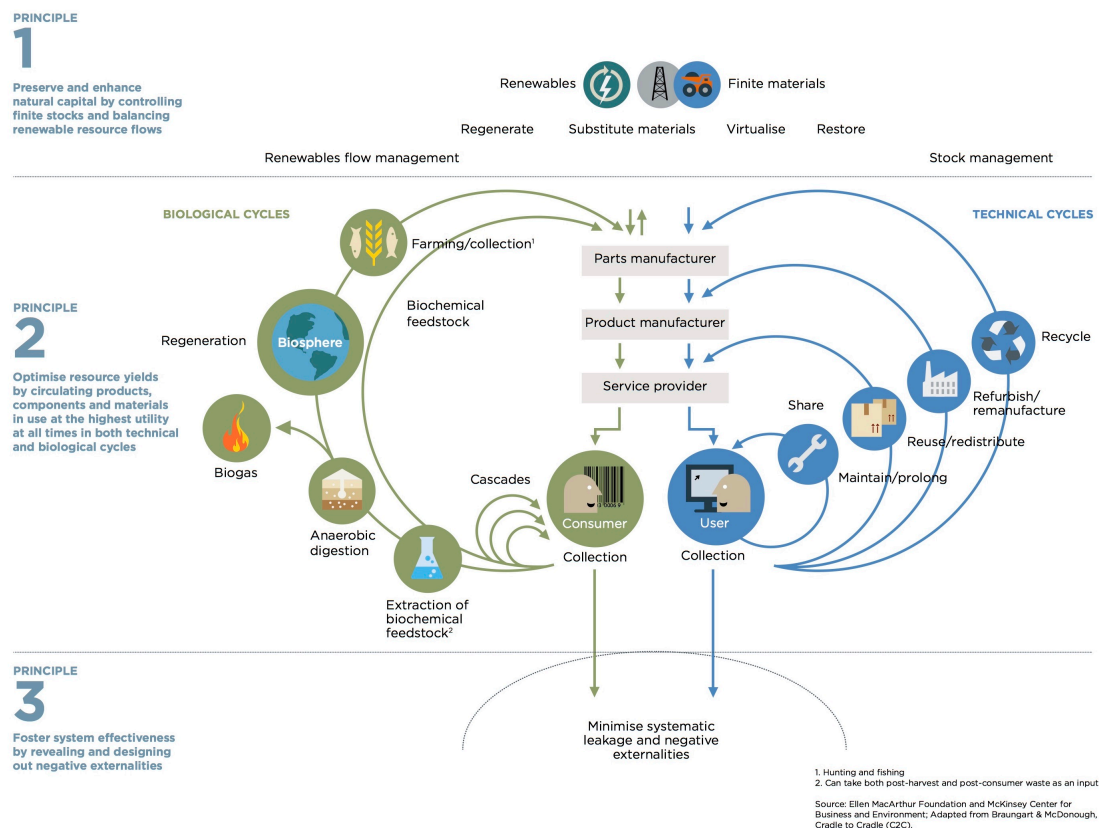 PRINCIPLE
1
Preserve and enhance
natural capital by controlling
finite stocks and balancing
renewable resource flows
Renewables
Finite materials
Regenerate
Substitute materials
Virtualise
Restore
Renewables flow management
Stock management
PRINCIPLE
2
Optimise resource yields
by circulating products,
components and materials
in use at the highest utility
at all times in both technical
and biological cycles
BIOLOGICAL CYCLES
TECHNICAL CYCLES
Farming/collection¹
Biochemical
feedstock
Regeneration
Biosphere
Biogas
Anaerobic
digestion
Extraction of
biochemical
feedstock²
Cascades
Parts manufacturer
Product manufacturer
Service provider
Consumer
Collection
User
Collection
Share
Maintain/prolong
Reuse/redistribute
Refurbish/
remanufacture
Recycle
PRINCIPLE
3
Foster system effectiveness
by revealing and designing
out negative externalities
Minimise systematic
leakage and negative
externalities
1. Hunting and fishing
2. Can take both post-harvest and post-consumer waste as an input
Source: Ellen MacArthur Foundation and McKinsey Center for
Business and Environment; Adapted from Braungart & McDonough,
Cradle to Cradle (C2C).